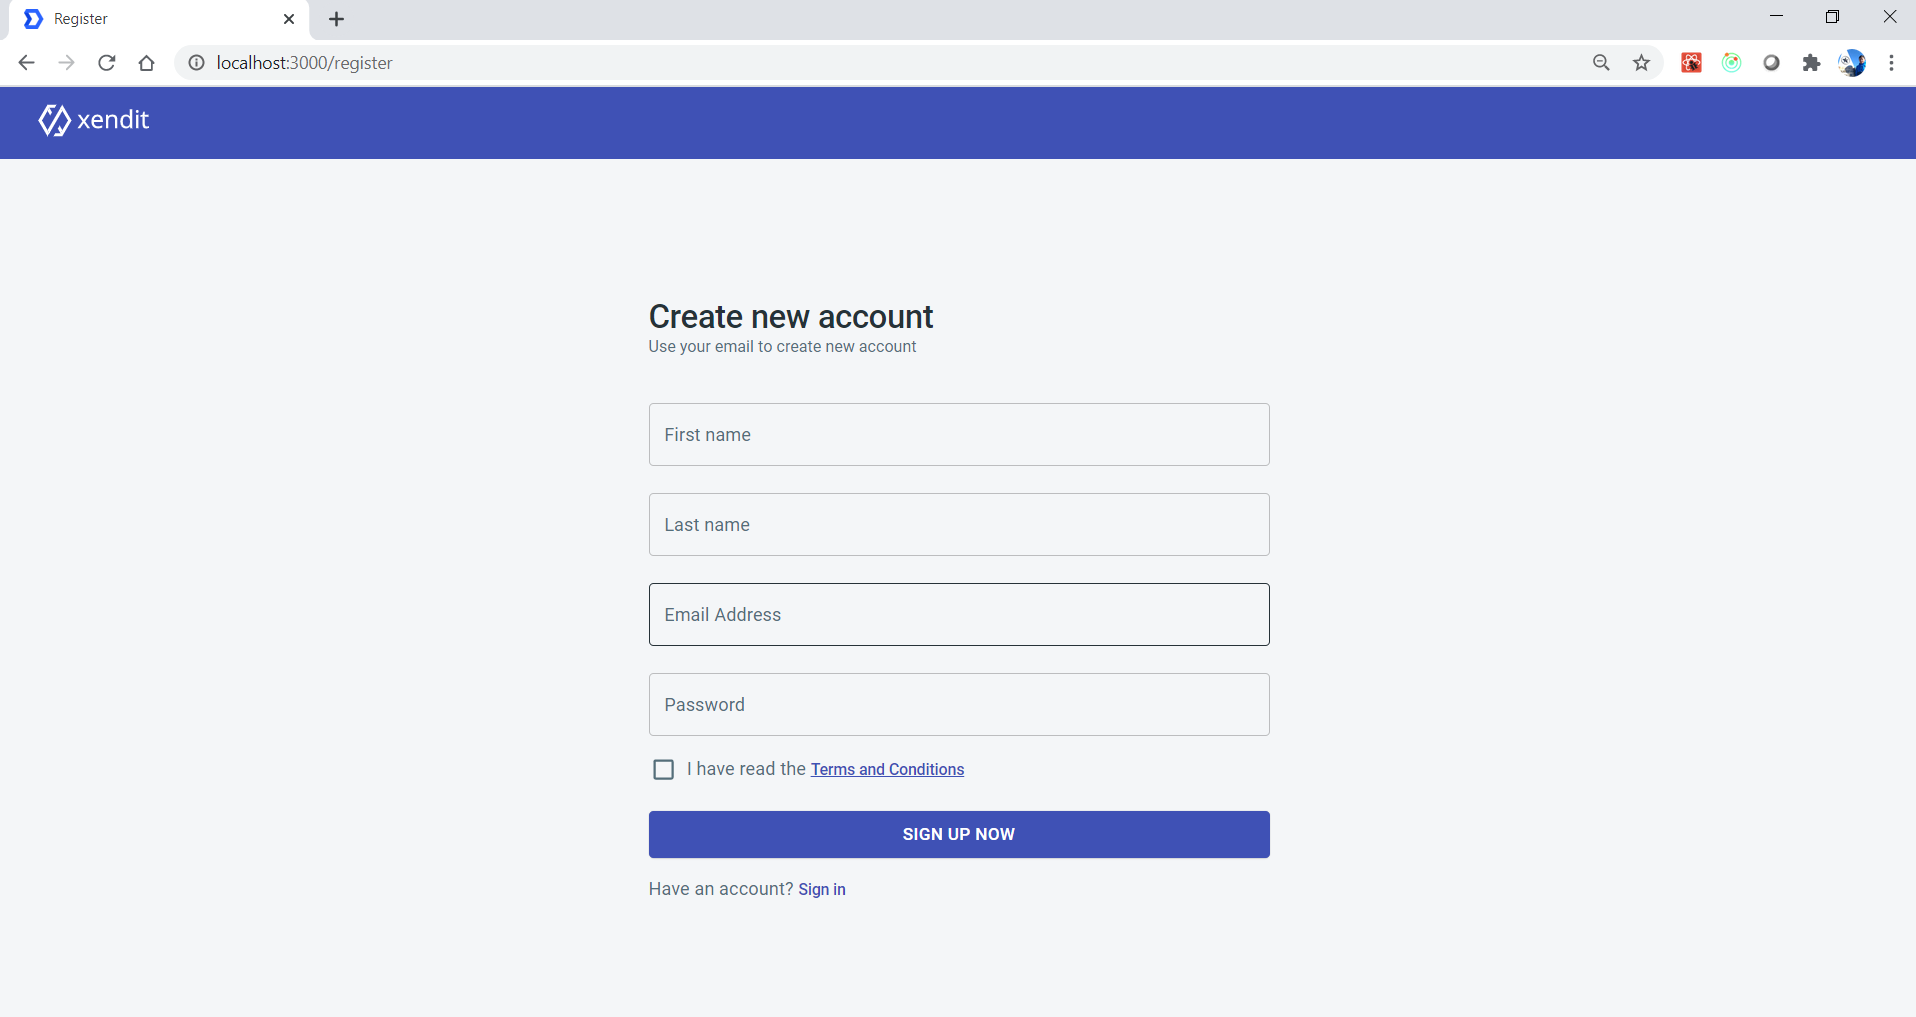 Register
localhost:3000/register
xendit
Create new account
Use your email to create new account
First name
Last name
Email Address
Password
I have read the Terms and Conditions
SIGN UP NOW
Have an account? Sign in